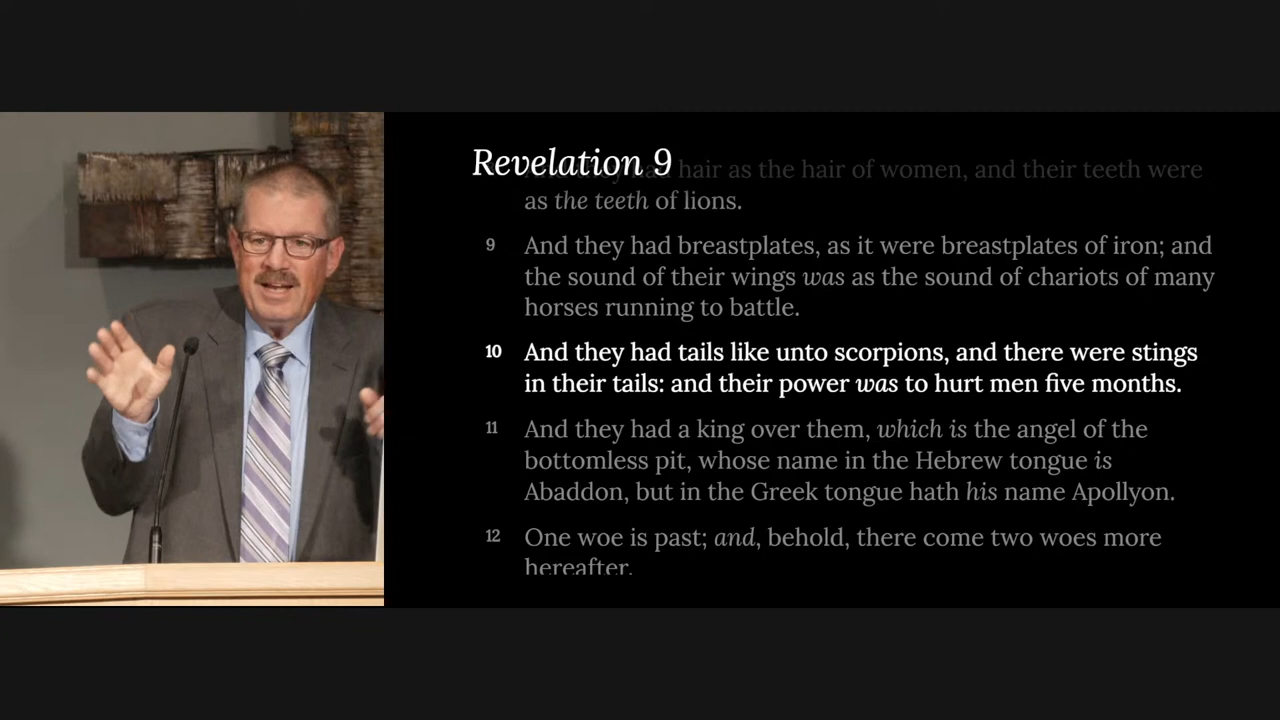 Revelation 9
hair as the hair of women, and their teeth were
as the teeth of lions.
9 And they had breastplates, as it were breastplates of iron; and
the sound of their wings was as the sound of chariots of many
horses running to battle.
10 And they had tails like unto scorpions, and there were stings
in their tails: and their power was to hurt men five months.
11 And they had a king over them, which is the angel of the
bottomless pit, whose name in the Hebrew tongue is
Abaddon, but in the Greek tongue hath his name Apollyon.
12 One woe is past; and, behold, there come two woes more
hereafter.